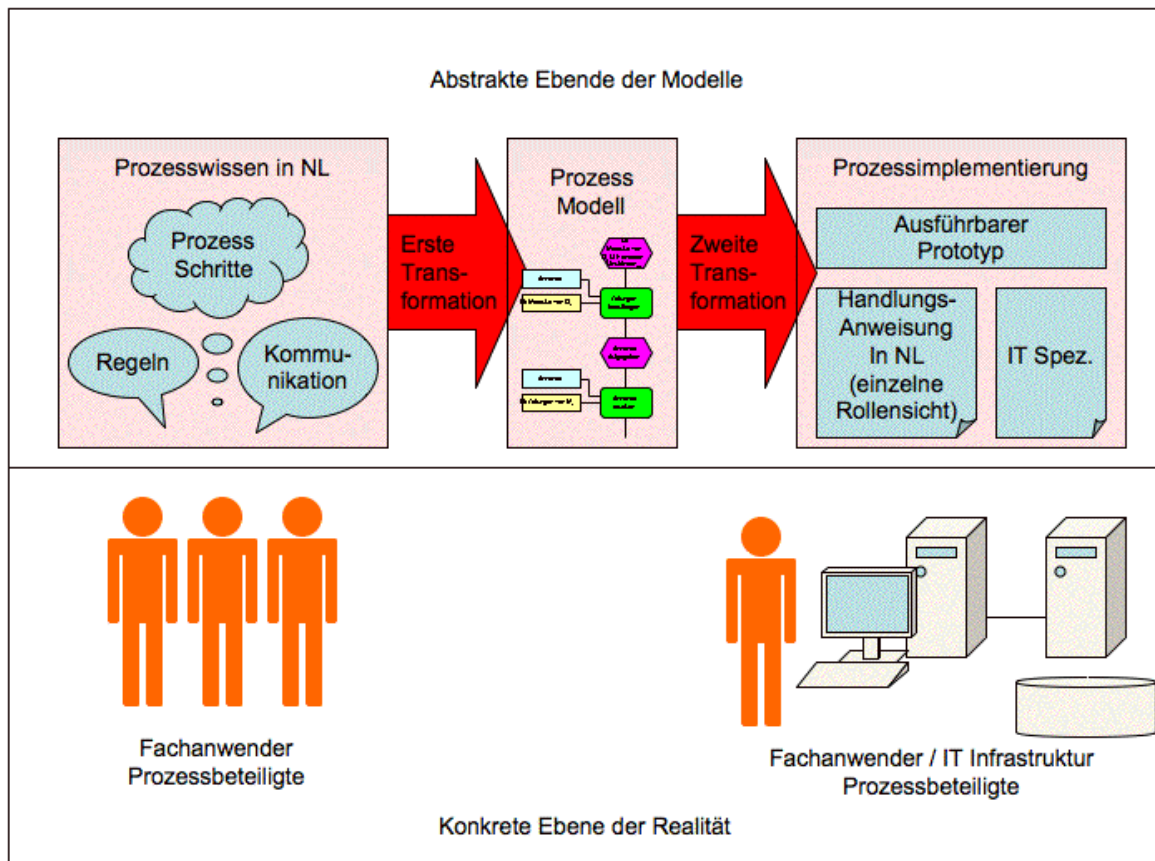 Abstrakte Ebende der Modelle
Prozesswissen in NL
Prozess
Schritte
Regeln
Kommu-
nikation
Erste
Trans-
formation
Prozess
Modell
Zweite
Trans-
formation
Prozessimplementierung
Ausführbarer
Prototyp
Handlungs-
Anweisung
In NL
(einzelne
Rollensicht)
IT Spez.
Fachanwender
Prozessbeteiligte
Fachanwender / IT Infrastruktur
Prozessbeteiligte
Konkrete Ebene der Realität